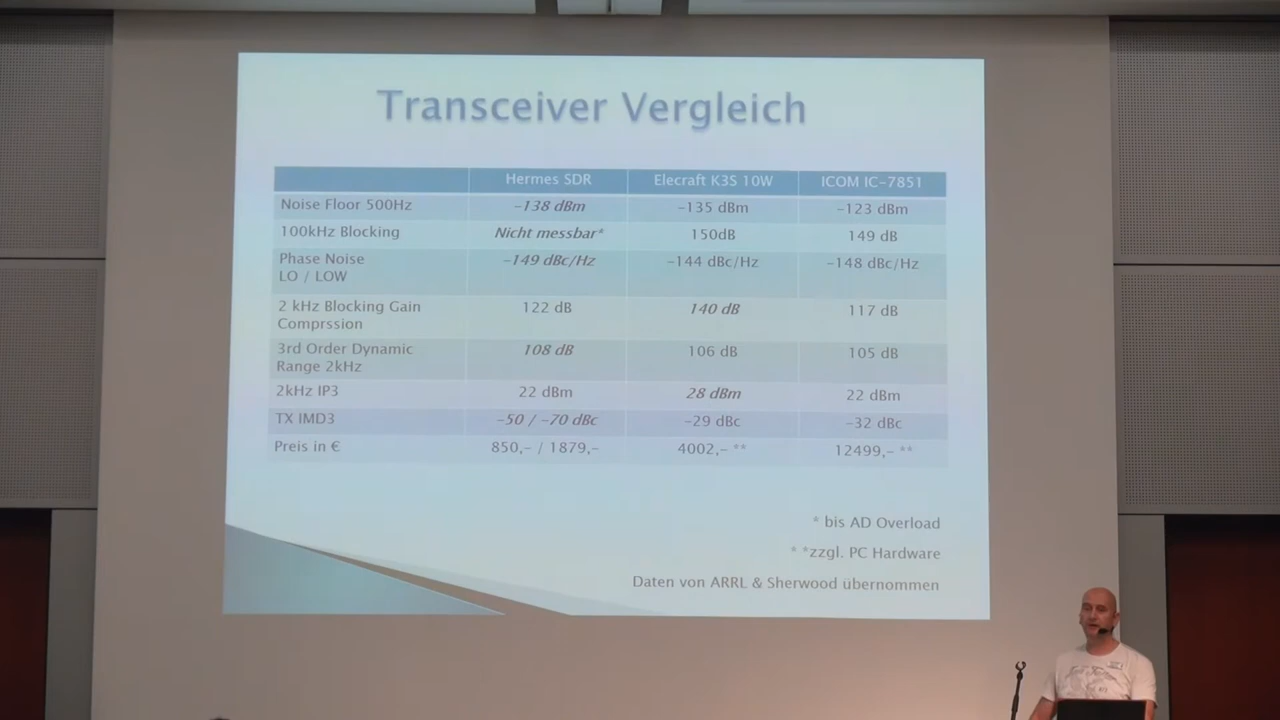 Transceiver Vergleich
Hermes SDR Elecraft K3S 10W ICOM IC-7851
Noise Floor 500Hz -138 dBm -135 dBm -123 dBm
100kHz Blocking Nicht messbar* 150dB 149 dB
Phase Noise -149 dBc/Hz -144 dBc/Hz -148 dBc/Hz
LO / LOW
2 kHz Blocking Gain 122 dB 140 dB 117 dB
Comprssion
3rd Order Dynamic 108 dB 106 dB 105 dB
Range 2kHz
2kHz IP3 22 dBm 28 dBm 22 dBm
TX IMD3 -50 / -70 dBc -29 dBc -32 dBc
Preis in € 850,- / 1879,- 4002,- ** 12499,- **
* bis AD Overload
* *zzgl. PC Hardware
Daten von ARRL & Sherwood übernommen